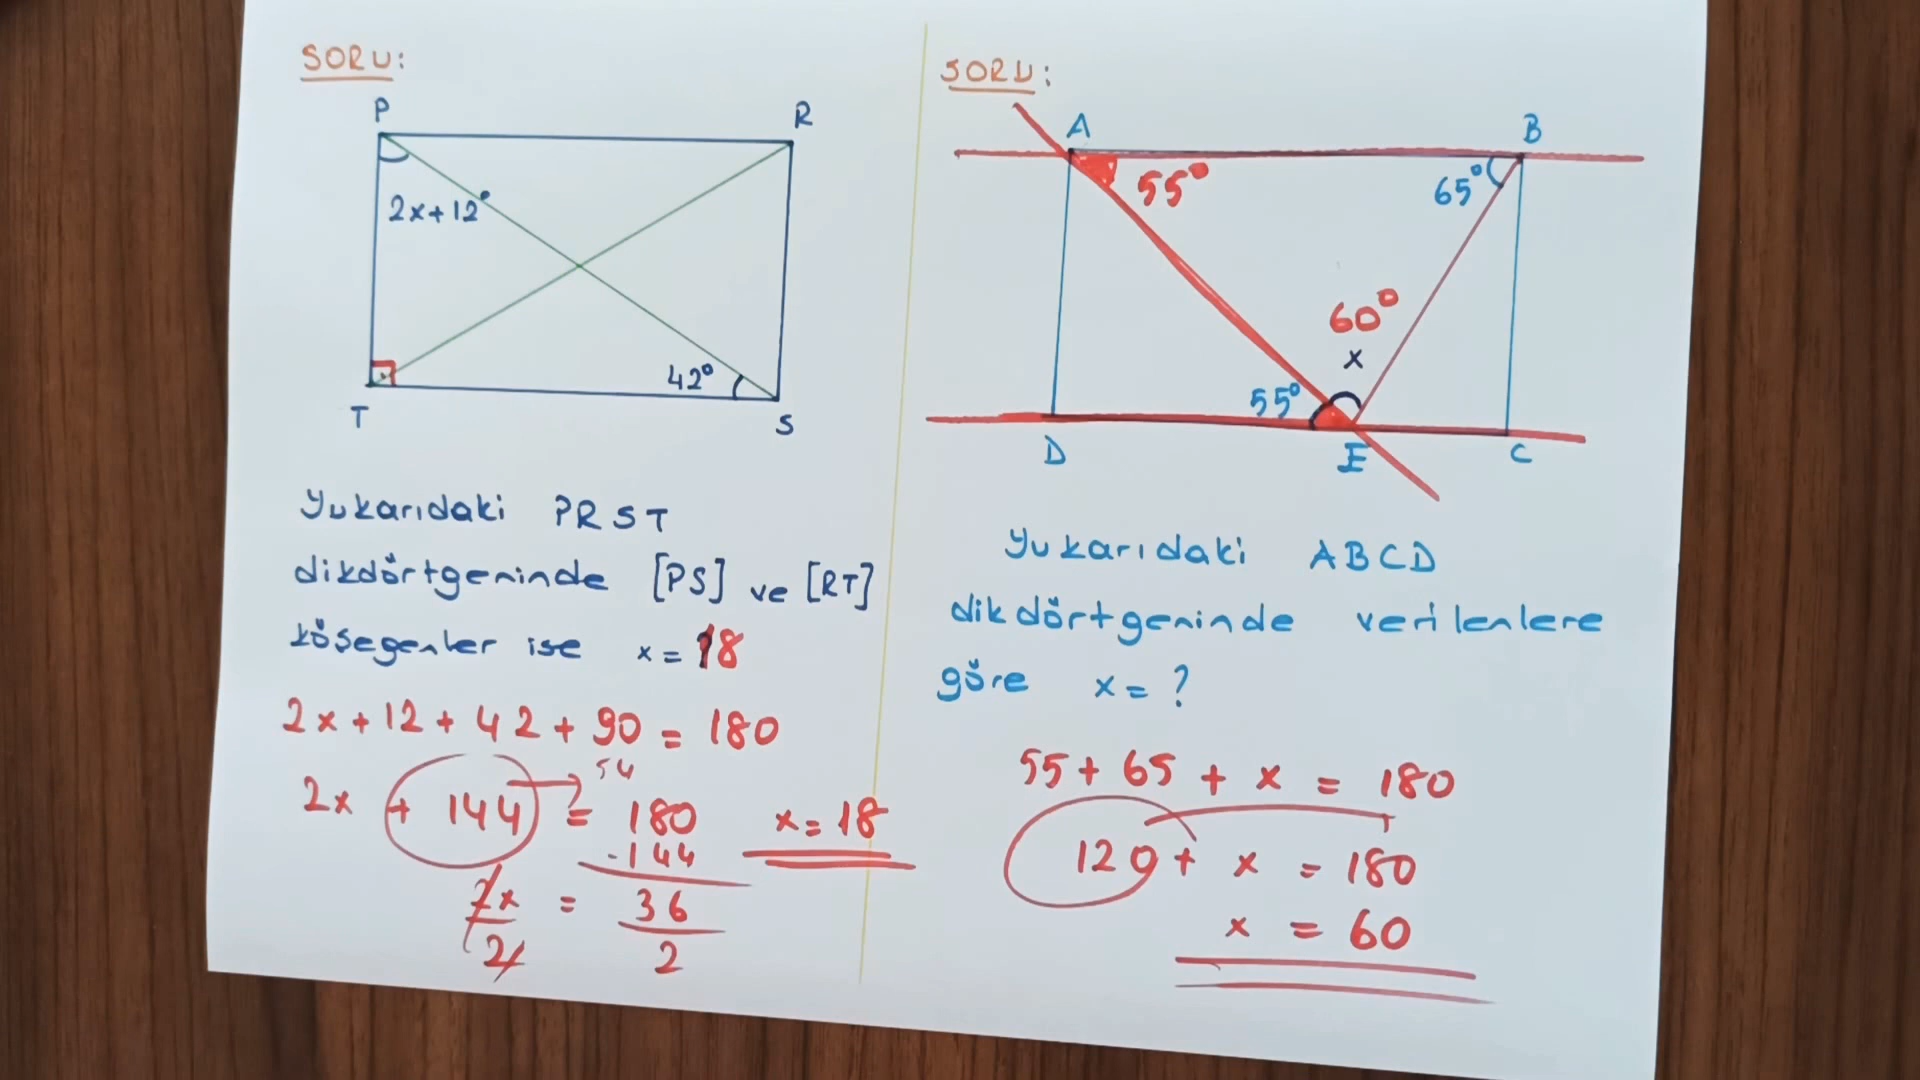 SORU:
P
R
2x+12°
42°
T
S
Yukarıdaki PRST
dikdörtgeninde [PS] ve [RT]
köşegenler ise x = 18
2x + 12 + 42 + 90 = 180
54
2x + 144 = 180
-144
2x = 36
2 2
x = 18
SORU:
A
B
55°
65°
60°
x
55°
D
E
C
Yukarıdaki ABCD
dikdörtgeninde verilenlere
göre x = ?
55 + 65 + x = 180
120 + x = 180
x = 60